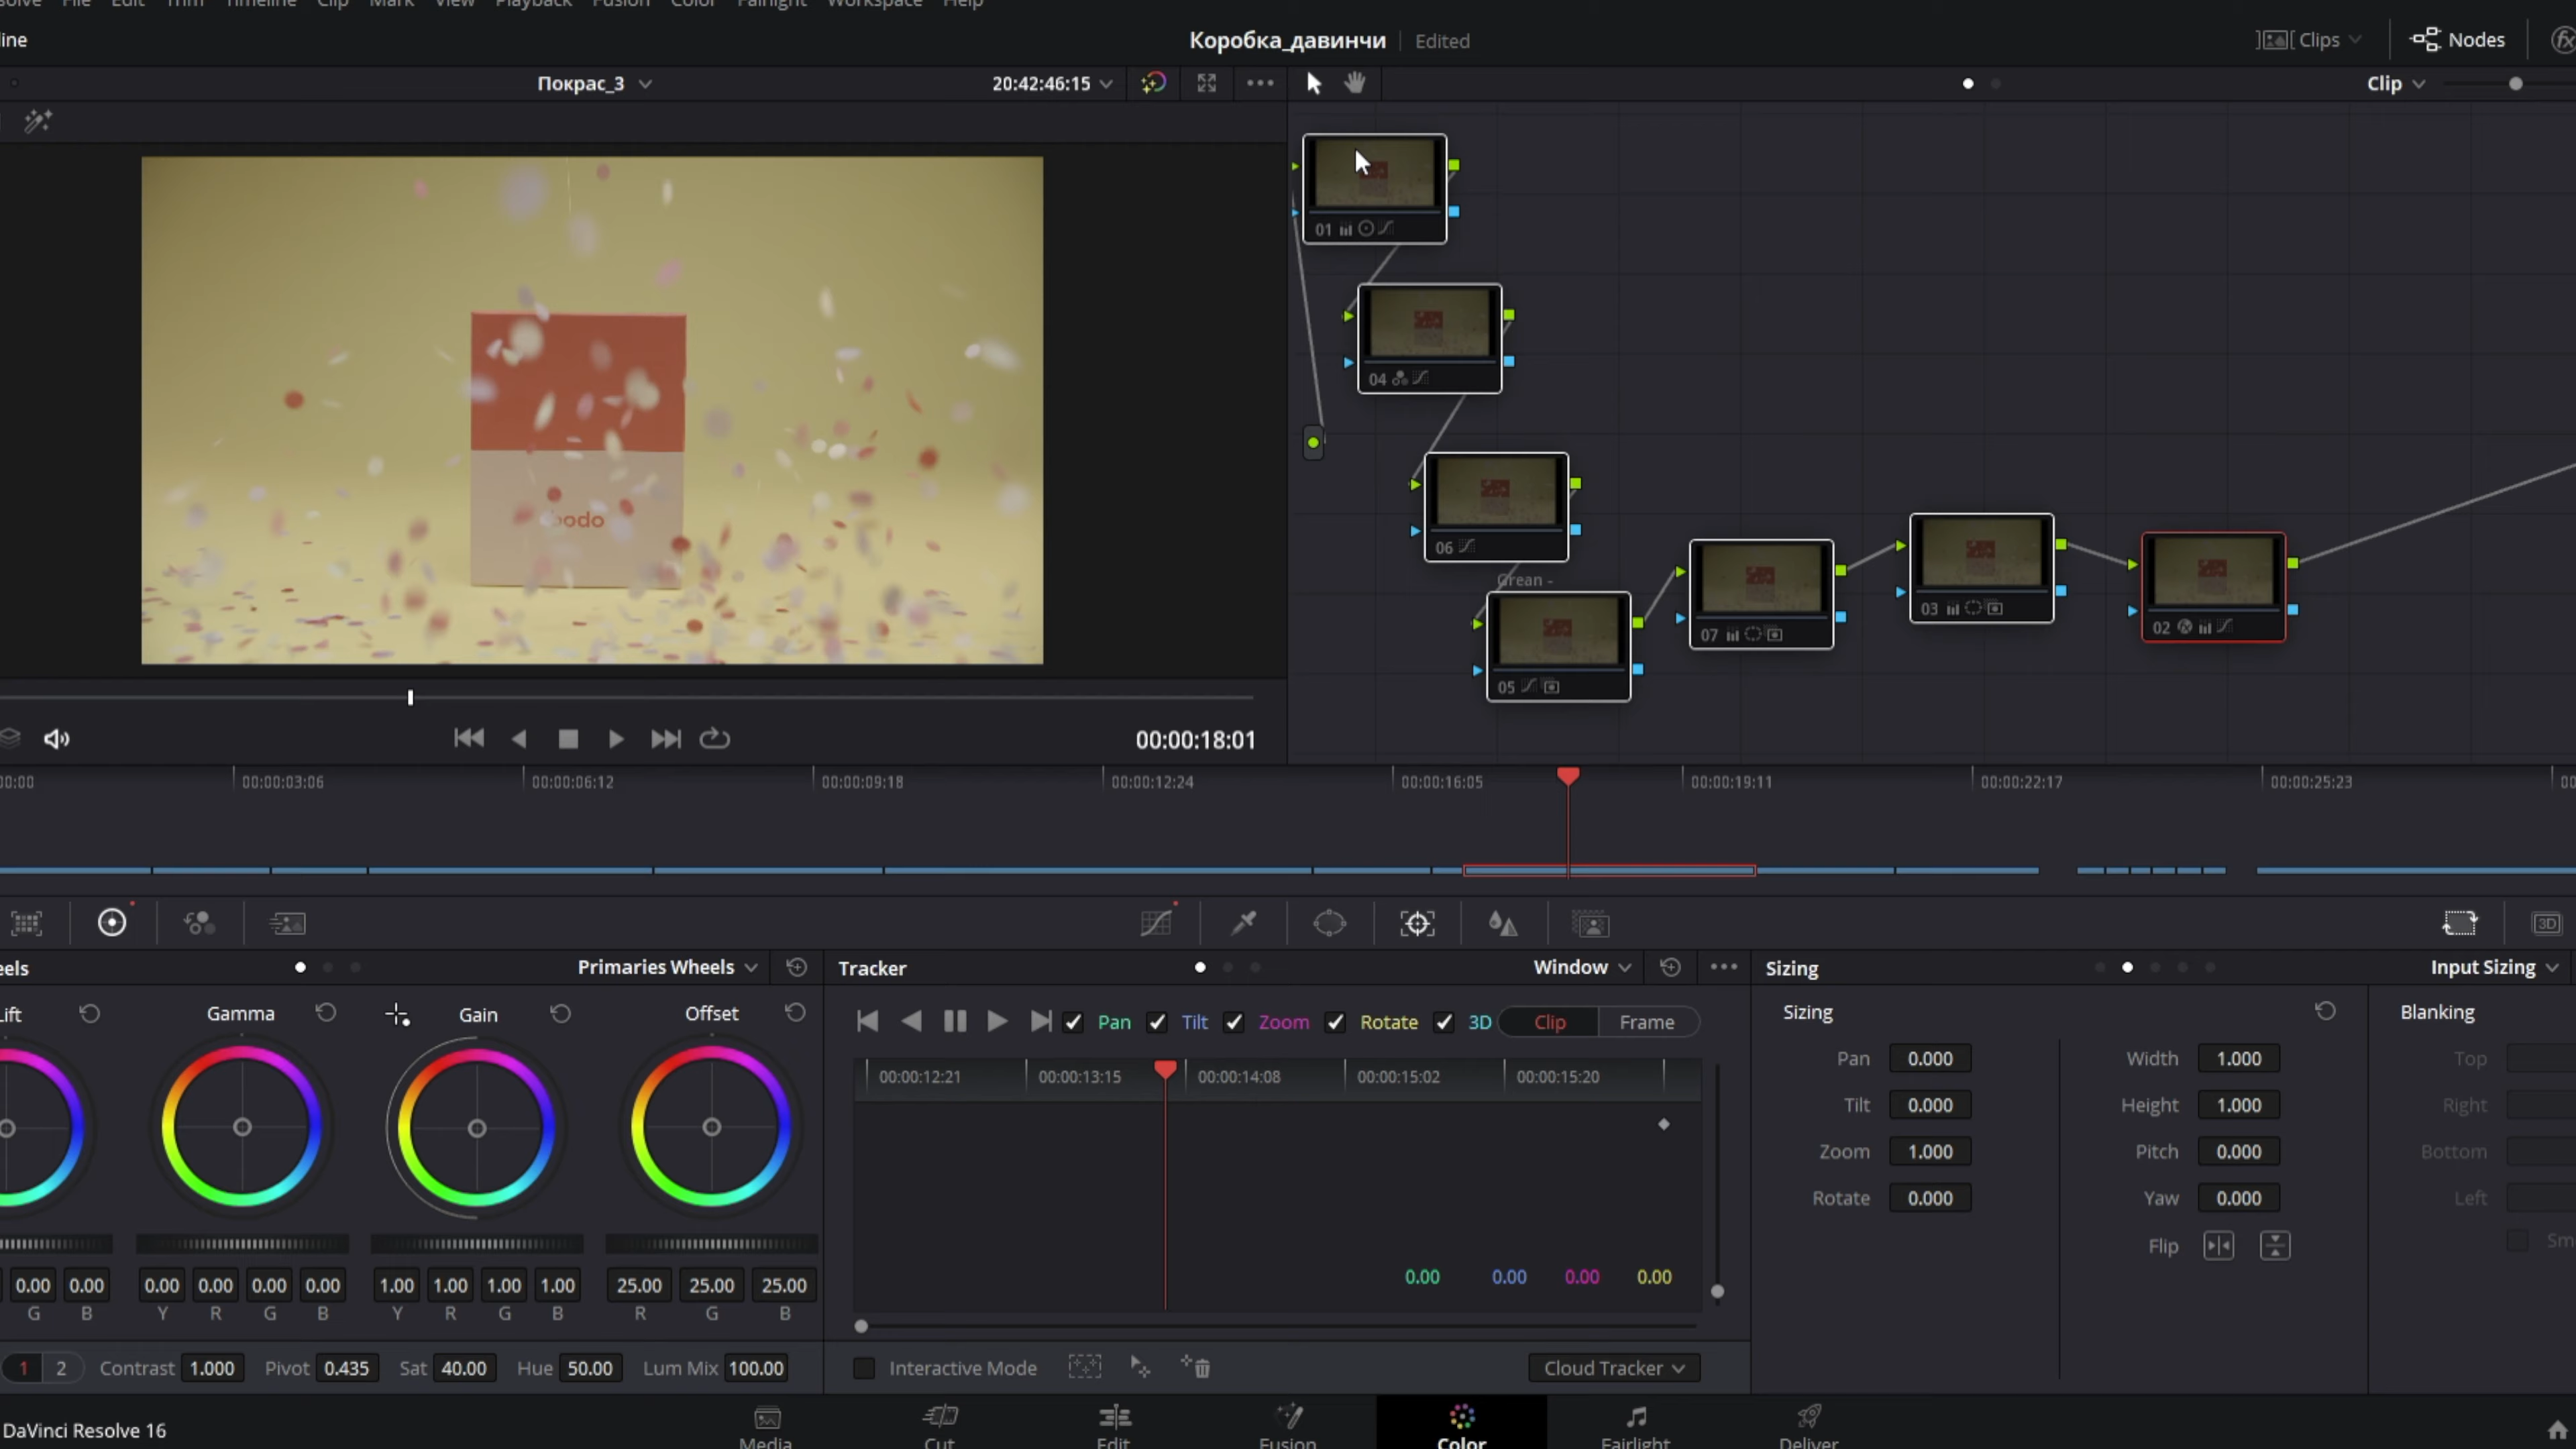 File Edit Trim Timeline Clip Mark View Playback Fusion Color Fairlight Workspace Help
Коробка_давинчи Edited Clips Nodes
Покрас_3 20:42:46:15 Clip
01
04
06
Grean -
05
07
03
02
bodo
00:00:18:01
00:00:03:06 00:00:06:12 00:00:09:18 00:00:12:24 00:00:16:05 00:00:19:11 00:00:22:17 00:00:25:23
3D
Primaries Wheels Tracker Window Sizing Input Sizing
Gamma Gain Offset
Pan Tilt Zoom Rotate 3D Clip Frame
Sizing Blanking
00:00:12:21 00:00:13:15 00:00:14:08 00:00:15:02 00:00:15:20
Pan 0.000 Width 1.000 Top
Tilt 0.000 Height 1.000 Right
Zoom 1.000 Pitch 0.000 Bottom
Rotate 0.000 Yaw 0.000 Left
Flip
0.00 0.00 0.00 0.00
0.00 0.00 0.00 0.00 0.00 0.00 1.00 1.00 1.00 1.00 25.00 25.00 25.00
G B Y R G B Y R G B R G B
1 2 Contrast 1.000 Pivot 0.435 Sat 40.00 Hue 50.00 Lum Mix 100.00
Interactive Mode Cloud Tracker
DaVinci Resolve 16
Media Cut Edit Fusion Color Fairlight Deliver